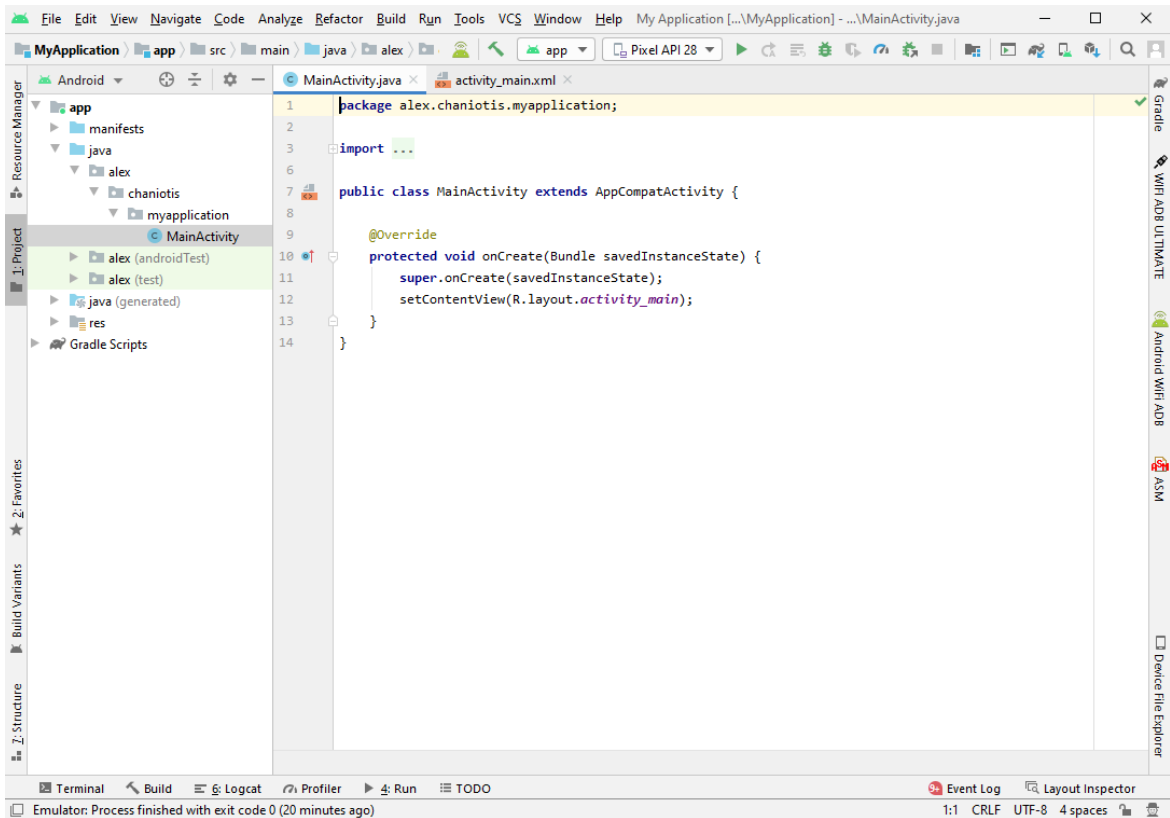 File Edit View Navigate Code Analyze Refactor Build Run Tools VCS Window Help My Application [...\MyApplication] - ...\MainActivity.java
MyApplication app src main java alex app Pixel API 28
Android
MainActivity.java activity_main.xml
Resource Manager
1: Project
2: Favorites
Build Variants
7: Structure
app
manifests
java
alex
chaniotis
myapplication
MainActivity
alex (androidTest)
alex (test)
java (generated)
res
Gradle Scripts
1 package alex.chaniotis.myapplication;
2
3 import ...
6
7 public class MainActivity extends AppCompatActivity {
8
9 @Override
10 protected void onCreate(Bundle savedInstanceState) {
11 super.onCreate(savedInstanceState);
12 setContentView(R.layout.activity_main);
13 }
14 }
Gradle
WIFI ADB ULTIMATE
Android WiFi ADB
ASM
Device File Explorer
Terminal Build 6: Logcat Profiler 4: Run TODO 9+ Event Log Layout Inspector
Emulator: Process finished with exit code 0 (20 minutes ago) 1:1 CRLF UTF-8 4 spaces